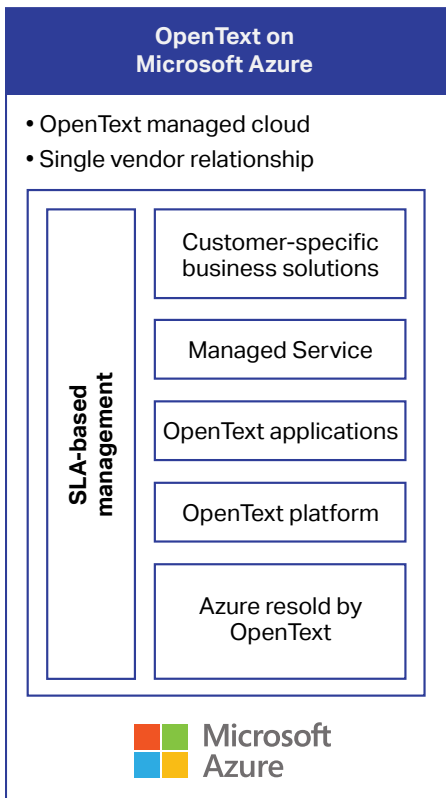 OpenText on
Microsoft Azure
• OpenText managed cloud
• Single vendor relationship
SLA-based
management
Customer-specific
business solutions
Managed Service
OpenText applications
OpenText platform
Azure resold by
OpenText
Microsoft
Azure